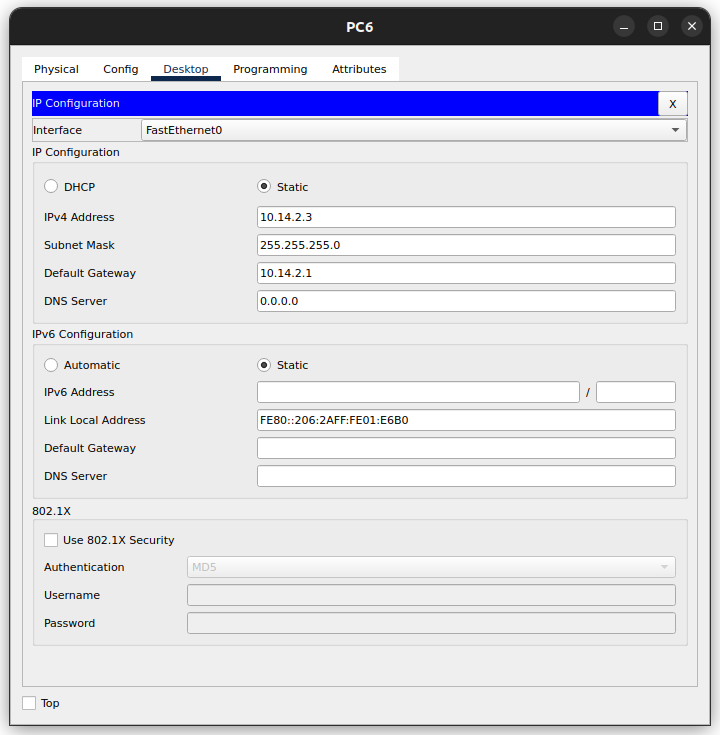 PC6
Physical Config Desktop Programming Attributes
IP Configuration X
Interface FastEthernet0
IP Configuration
DHCP Static
IPv4 Address 10.14.2.3
Subnet Mask 255.255.255.0
Default Gateway 10.14.2.1
DNS Server 0.0.0.0
IPv6 Configuration
Automatic Static
IPv6 Address /
Link Local Address FE80::206:2AFF:FE01:E6B0
Default Gateway
DNS Server
802.1X
Use 802.1X Security
Authentication MD5
Username
Password
Top